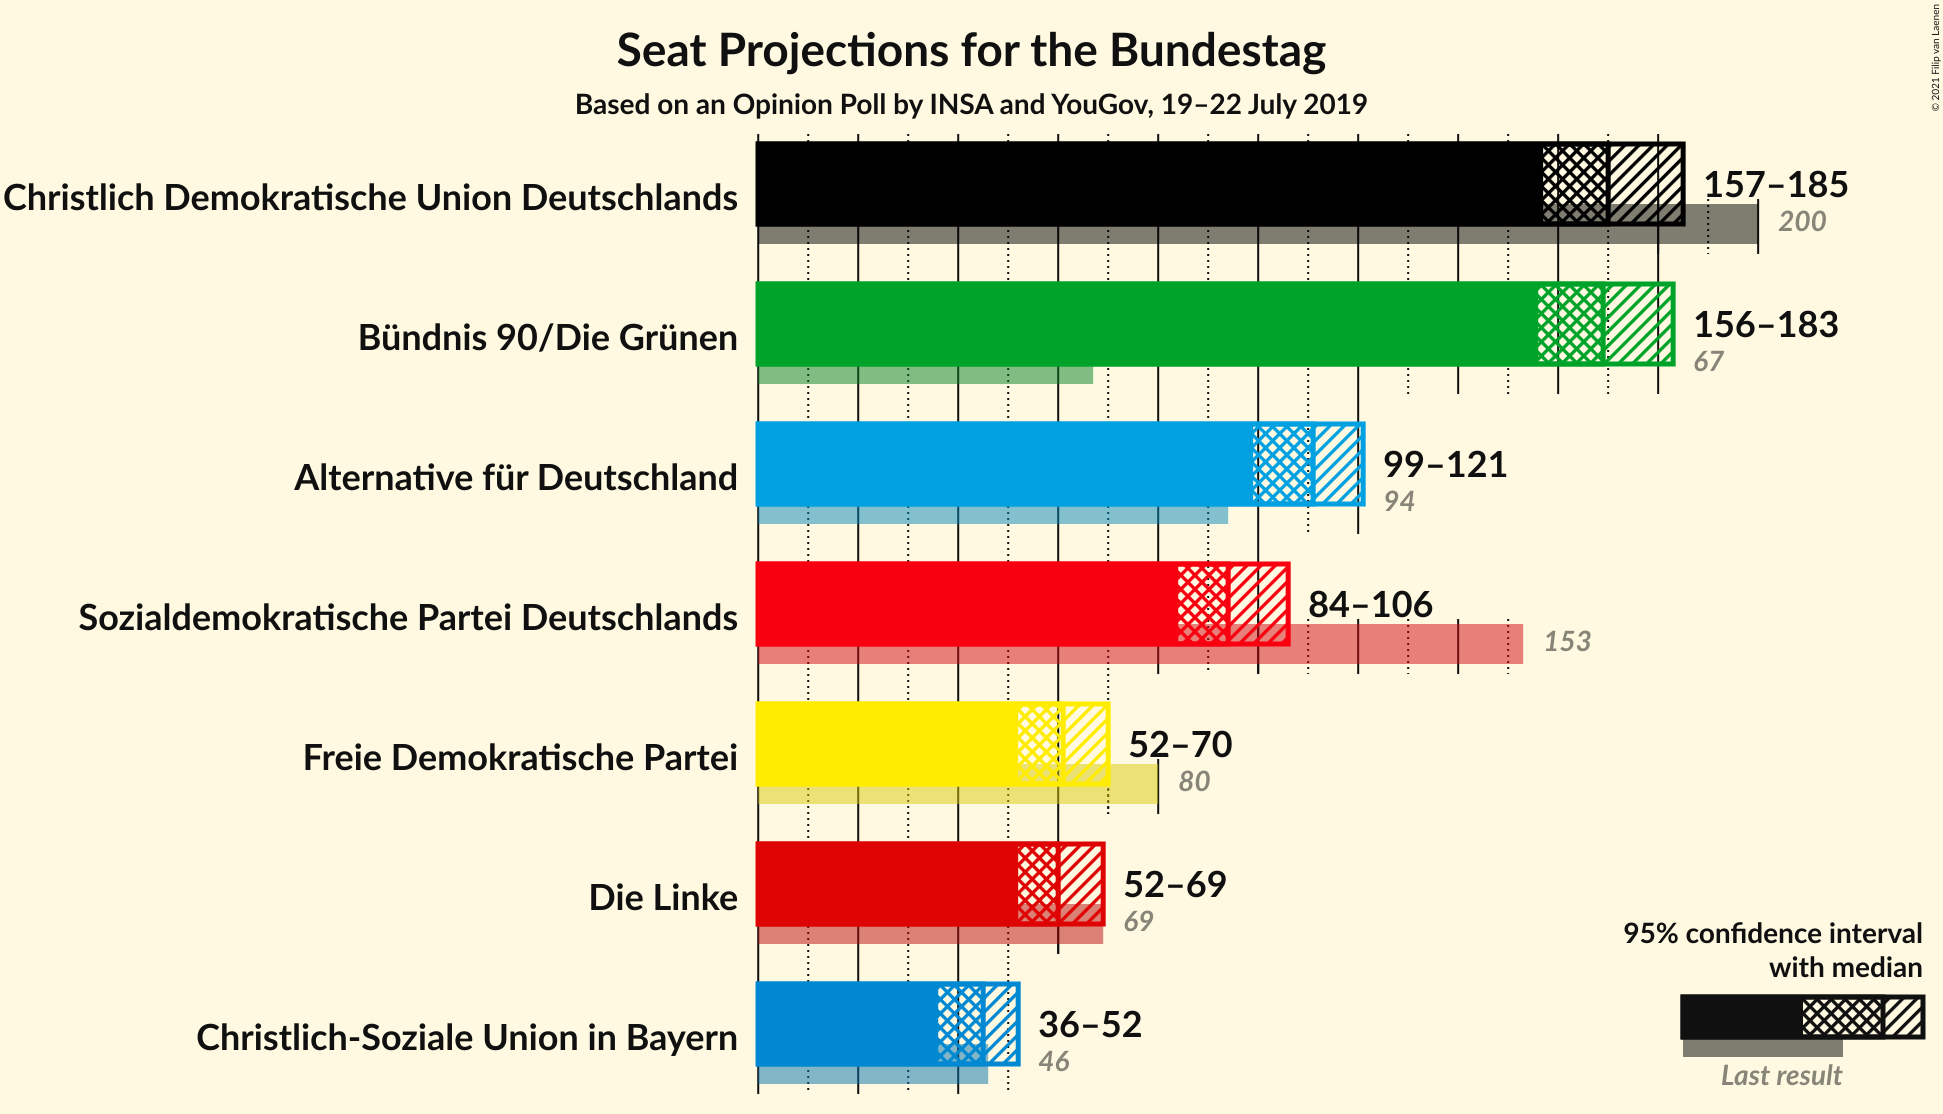 Seat Projections for the Bundestag
Based on an Opinion Poll by INSA and YouGov, 19–22 July 2019
© 2021 Filip van Laenen
Christlich Demokratische Union Deutschlands
157–185
200
Bündnis 90/Die Grünen
156–183
67
Alternative für Deutschland
99–121
94
Sozialdemokratische Partei Deutschlands
84–106
153
Freie Demokratische Partei
52–70
80
Die Linke
52–69
69
Christlich-Soziale Union in Bayern
36–52
46
95% confidence interval
with median
Last result